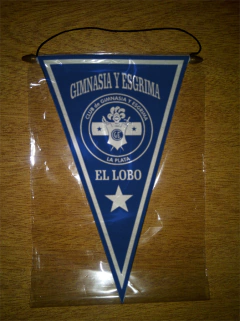 GIMNASIA Y ESGRIMA
CLUB de GIMNASIA Y ESGRIMA
LA PLATA
EL LOBO